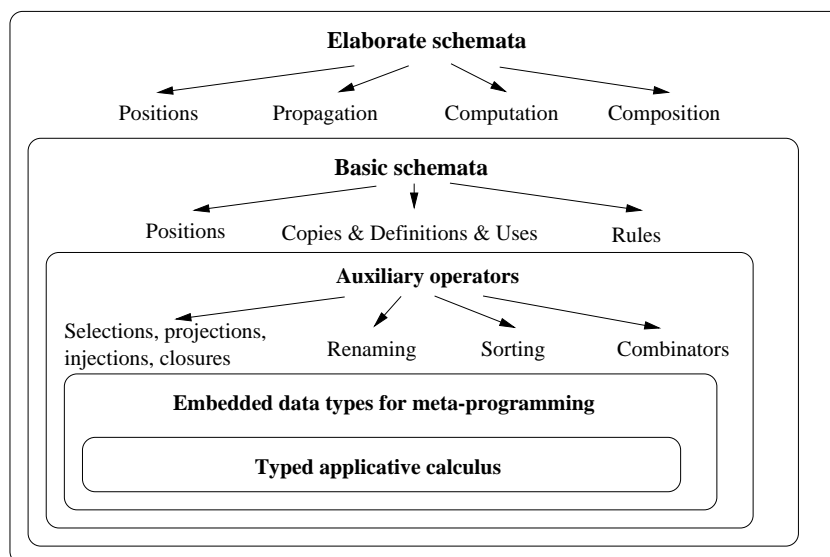 Elaborate schemata
Positions Propagation Computation Composition
Basic schemata
Positions Copies & Definitions & Uses Rules
Auxiliary operators
Selections, projections,
injections, closures Renaming Sorting Combinators
Embedded data types for meta-programming
Typed applicative calculus